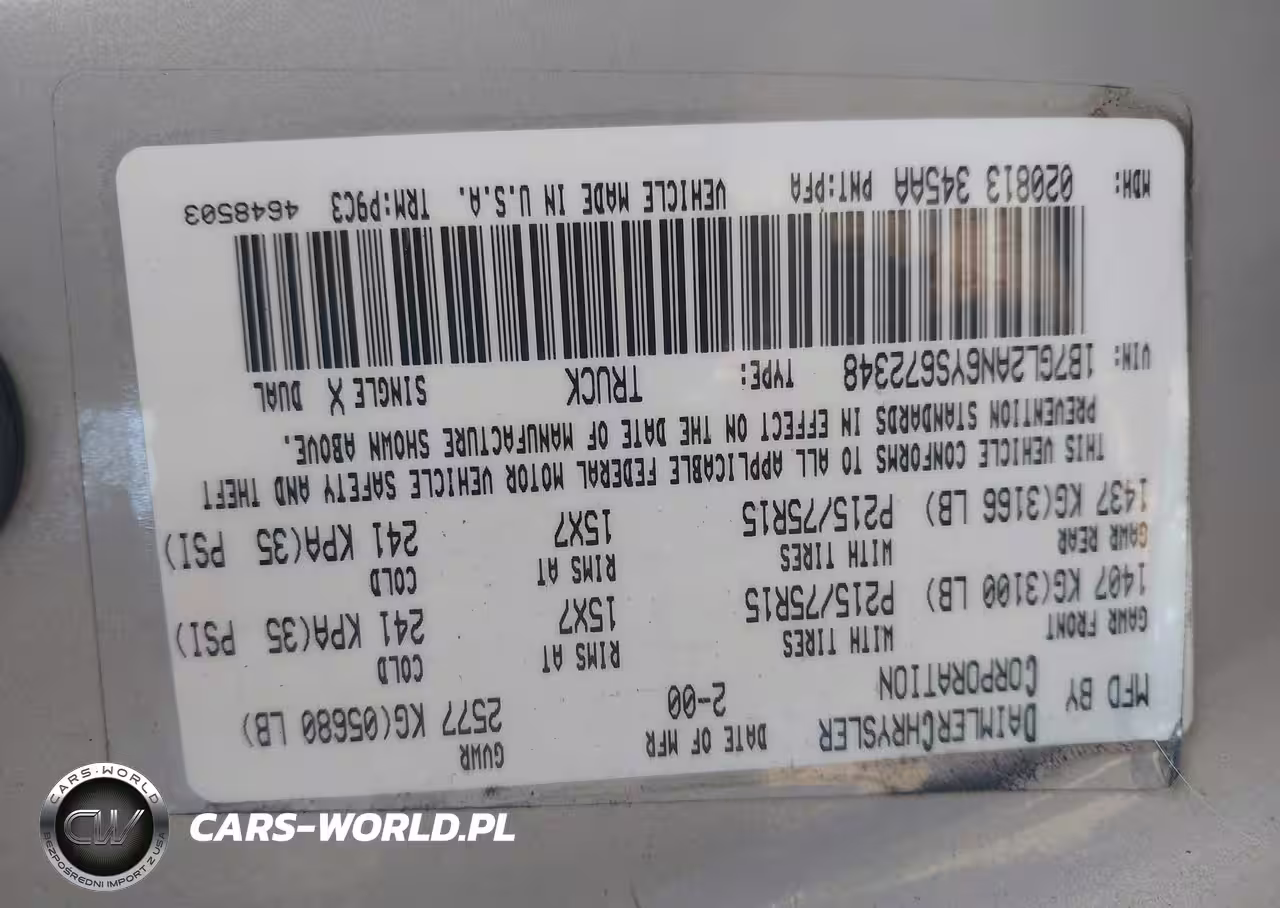 MFD BY DAIMLERCHRYSLER CORPORATION
DATE OF MFR 2-00
GVWR 2577 KG(05680 LB)
GAWR FRONT WITH TIRES RIMS AT COLD
1407 KG(3100 LB) P215/75R15 15X7 241 KPA(35 PSI)
GAWR REAR WITH TIRES RIMS AT COLD
1437 KG(3166 LB) P215/75R15 15X7 241 KPA(35 PSI)
THIS VEHICLE CONFORMS TO ALL APPLICABLE FEDERAL MOTOR VEHICLE SAFETY AND THEFT
PREVENTION STANDARDS IN EFFECT ON THE DATE OF MANUFACTURE SHOWN ABOVE.
VIN: 1B7GL2AN6YS672348 TYPE: TRUCK SINGLE X DUAL
MDH: 020813 345AA PNT:PFA VEHICLE MADE IN U.S.A. TRM:P9C3 4648503
CARS-WORLD
CW
BEZPOŚREDNI IMPORT Z USA
CARS-WORLD.PL